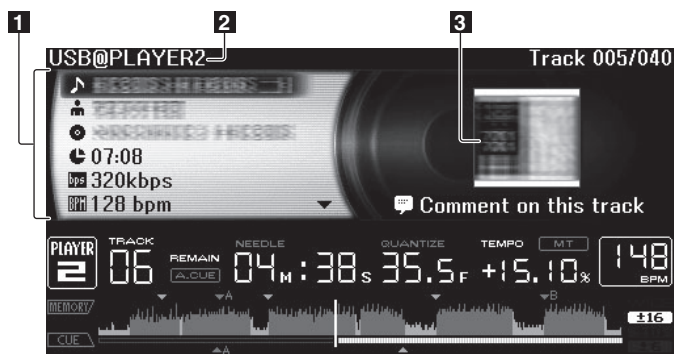 1 2 3
USB@PLAYER2 Track 005/040
07:08
bps 320kbps
BPM 128 bpm
Comment on this track
PLAYER 2 TRACK 06 REMAIN A.CUE NEEDLE 04M:38S QUANTIZE 35.5F TEMPO +15.10% MT 148 BPM
MEMORY A B
±16
CUE A